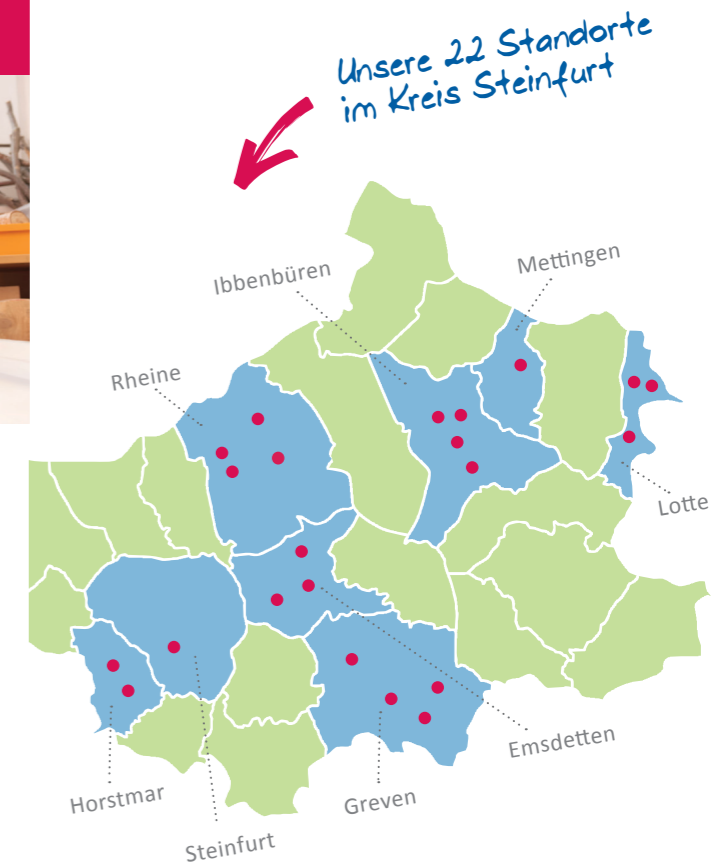 Unsere 22 Standorte
im Kreis Steinfurt
Ibbenbüren
Mettingen
Rheine
Lotte
Emsdetten
Horstmar
Greven
Steinfurt